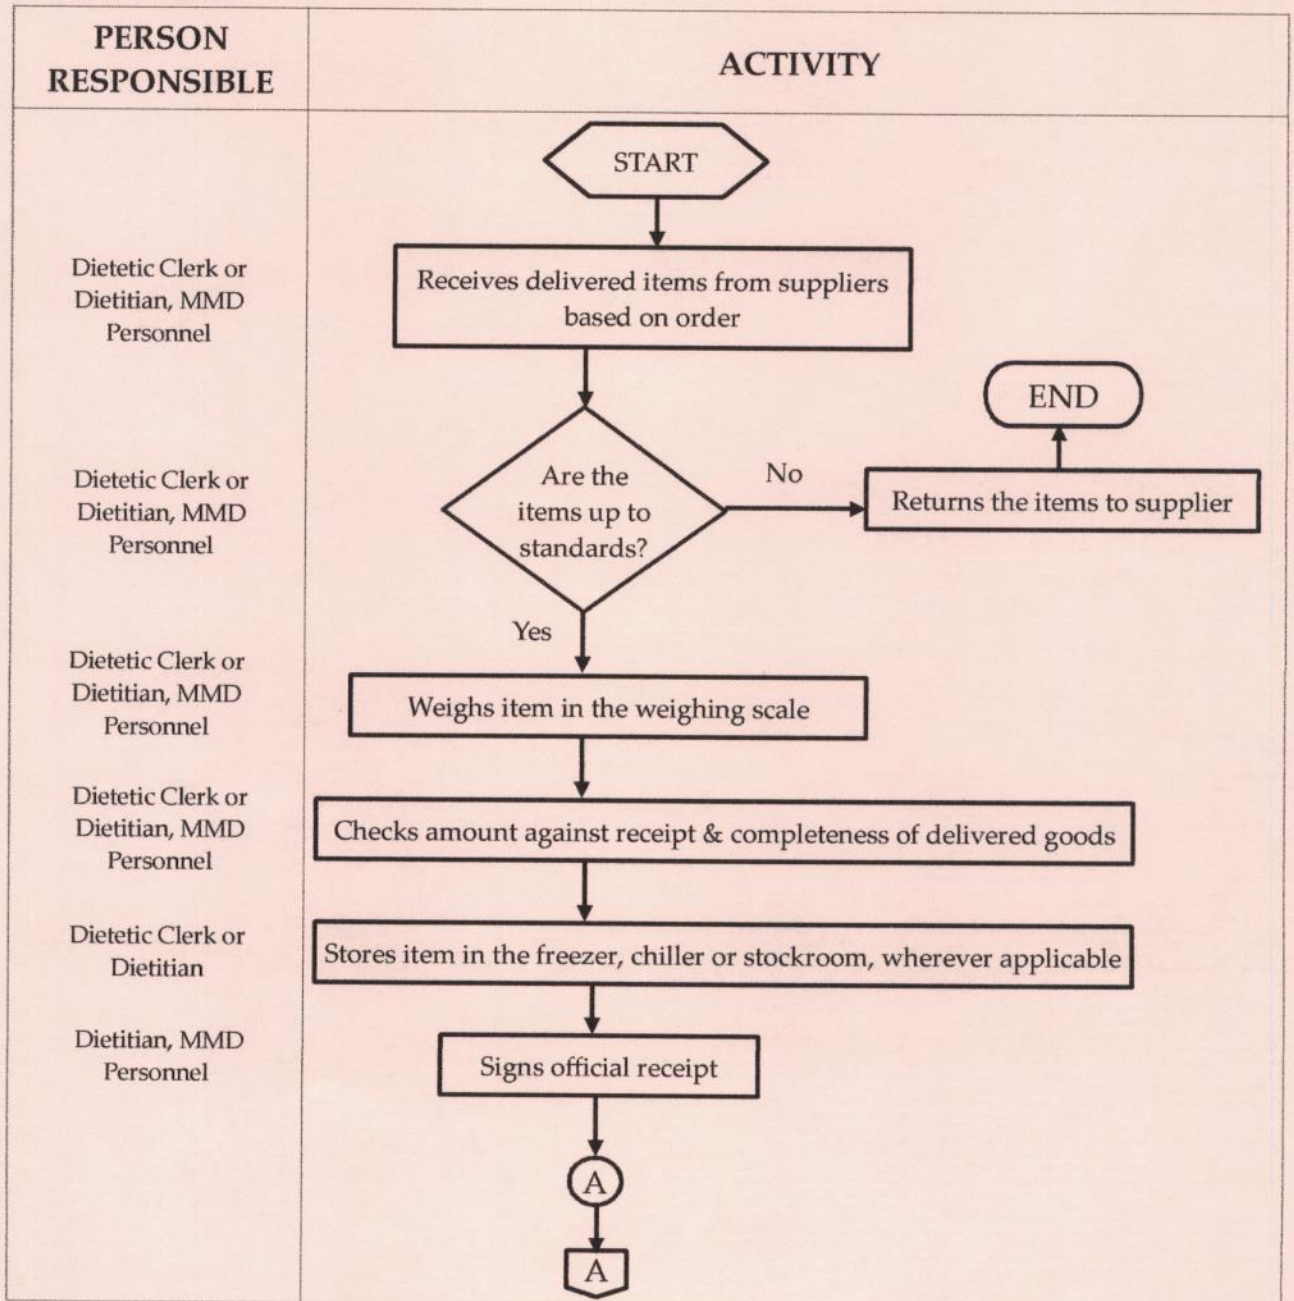 PERSON
RESPONSIBLE
ACTIVITY
START
Dietetic Clerk or
Dietitian, MMD
Personnel
Receives delivered items from suppliers
based on order
END
Dietetic Clerk or
Dietitian, MMD
Personnel
Are the
items up to
standards?
No
Returns the items to supplier
Yes
Dietetic Clerk or
Dietitian, MMD
Personnel
Weighs item in the weighing scale
Dietetic Clerk or
Dietitian, MMD
Personnel
Checks amount against receipt & completeness of delivered goods
Dietetic Clerk or
Dietitian
Stores item in the freezer, chiller or stockroom, wherever applicable
Dietitian, MMD
Personnel
Signs official receipt
A
A